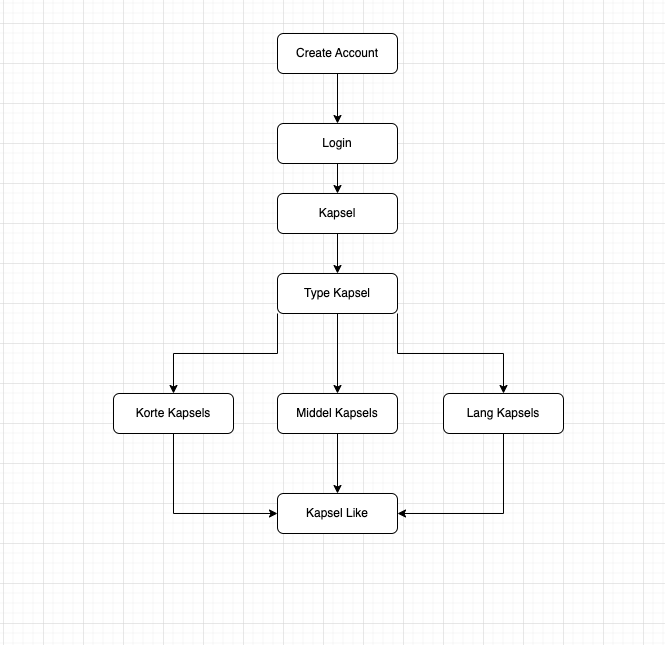 Create Account
Login
Kapsel
Type Kapsel
Korte Kapsels
Middel Kapsels
Lang Kapsels
Kapsel Like